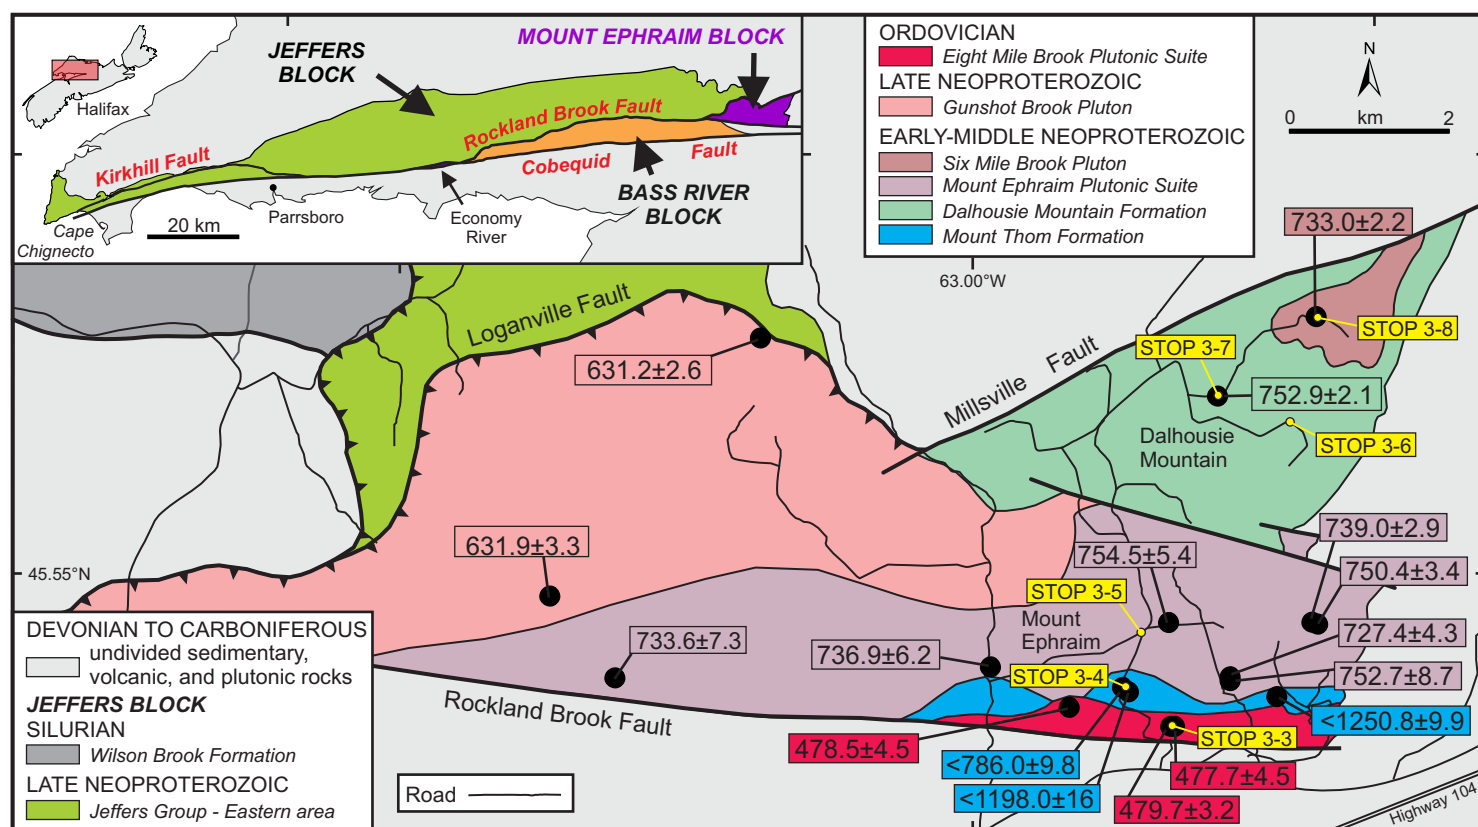 JEFFERS
BLOCK
MOUNT EPHRAIM BLOCK
Halifax
Rockland Brook Fault
Kirkhill Fault
Cobequid
Fault
BASS RIVER
BLOCK
Parrsboro
Economy
River
Cape
Chignecto
20 km
ORDOVICIAN
Eight Mile Brook Plutonic Suite
LATE NEOPROTEROZOIC
Gunshot Brook Pluton
EARLY-MIDDLE NEOPROTEROZOIC
Six Mile Brook Pluton
Mount Ephraim Plutonic Suite
Dalhousie Mountain Formation
Mount Thom Formation
N
0 km 2
63.00°W
733.0±2.2
STOP 3-8
STOP 3-7
752.9±2.1
STOP 3-6
Dalhousie
Mountain
Millsville Fault
Loganville Fault
631.2±2.6
631.9±3.3
45.55°N
754.5±5.4
739.0±2.9
750.4±3.4
STOP 3-5
Mount
Ephraim
733.6±7.3
736.9±6.2
727.4±4.3
752.7±8.7
STOP 3-4
<1250.8±9.9
Rockland Brook Fault
478.5±4.5
STOP 3-3
<786.0±9.8
477.7±4.5
<1198.0±16
479.7±3.2
Highway 104
Road
DEVONIAN TO CARBONIFEROUS
undivided sedimentary,
volcanic, and plutonic rocks
JEFFERS BLOCK
SILURIAN
Wilson Brook Formation
LATE NEOPROTEROZOIC
Jeffers Group - Eastern area